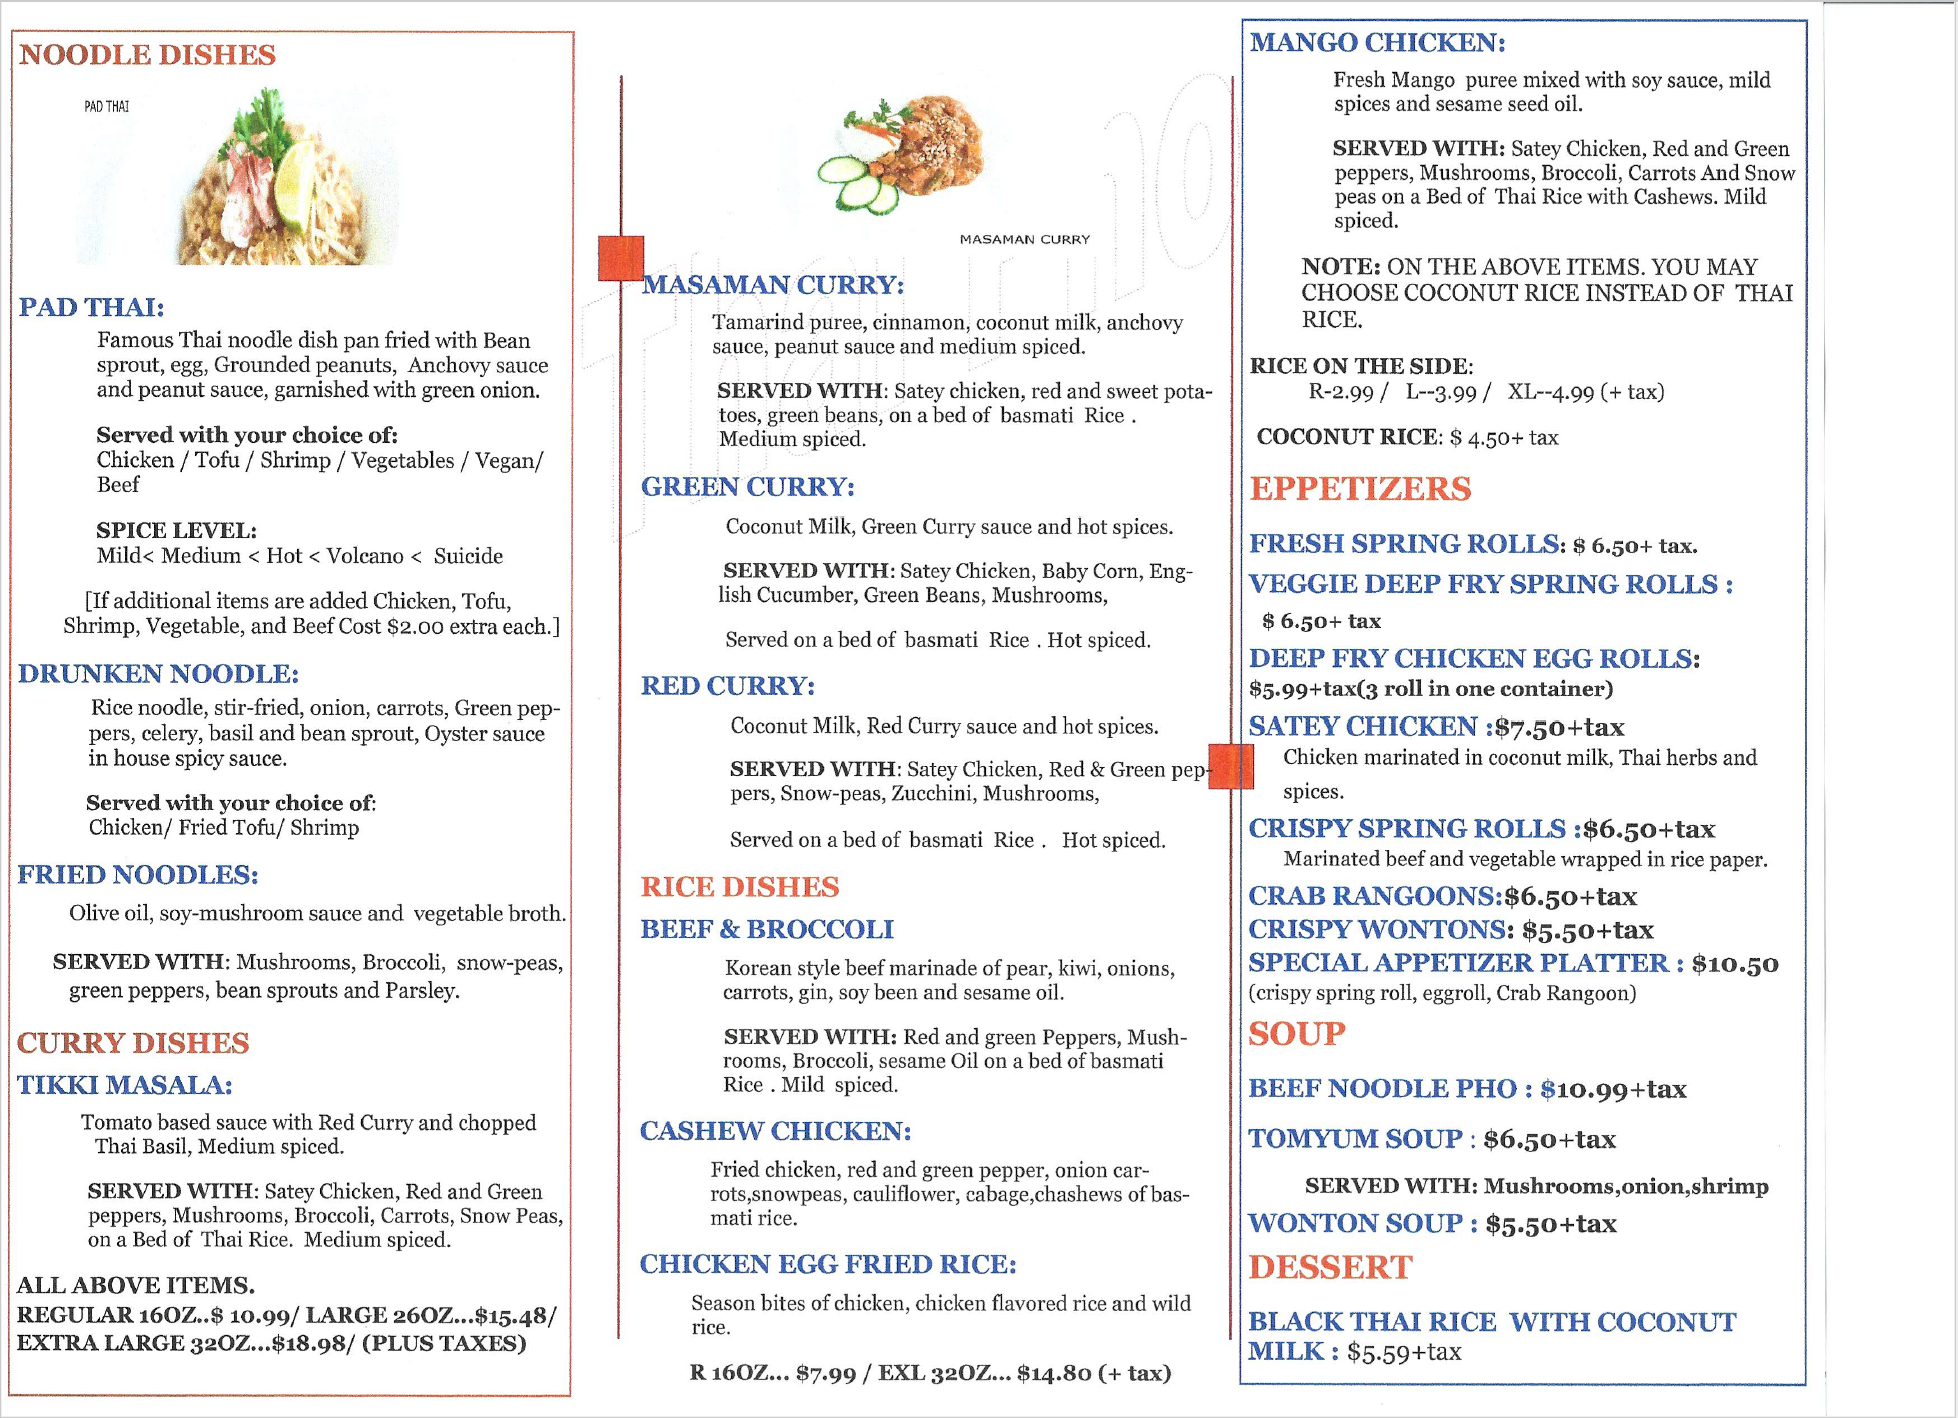 NOODLE DISHES
PAD THAI
PAD THAI:
Famous Thai noodle dish pan fried with Bean
sprout, egg, Grounded peanuts, Anchovy sauce
and peanut sauce, garnished with green onion.
Served with your choice of:
Chicken / Tofu / Shrimp / Vegetables / Vegan/
Beef
SPICE LEVEL:
Mild< Medium < Hot < Volcano < Suicide
[If additional items are added Chicken, Tofu,
Shrimp, Vegetable, and Beef Cost $2.00 extra each.]
DRUNKEN NOODLE:
Rice noodle, stir-fried, onion, carrots, Green pep-
pers, celery, basil and bean sprout, Oyster sauce
in house spicy sauce.
Served with your choice of:
Chicken/ Fried Tofu/ Shrimp
FRIED NOODLES:
Olive oil, soy-mushroom sauce and vegetable broth.
SERVED WITH: Mushrooms, Broccoli, snow-peas,
green peppers, bean sprouts and Parsley.
CURRY DISHES
TIKKI MASALA:
Tomato based sauce with Red Curry and chopped
Thai Basil, Medium spiced.
SERVED WITH: Satey Chicken, Red and Green
peppers, Mushrooms, Broccoli, Carrots, Snow Peas,
on a Bed of Thai Rice. Medium spiced.
ALL ABOVE ITEMS.
REGULAR 16OZ..$ 10.99/ LARGE 26OZ...$15.48/
EXTRA LARGE 32OZ...$18.98/ (PLUS TAXES)
MASAMAN CURRY
MASAMAN CURRY:
Tamarind puree, cinnamon, coconut milk, anchovy
sauce, peanut sauce and medium spiced.
SERVED WITH: Satey chicken, red and sweet pota-
toes, green beans, on a bed of basmati Rice .
Medium spiced.
GREEN CURRY:
Coconut Milk, Green Curry sauce and hot spices.
SERVED WITH: Satey Chicken, Baby Corn, Eng-
lish Cucumber, Green Beans, Mushrooms,
Served on a bed of basmati Rice . Hot spiced.
RED CURRY:
Coconut Milk, Red Curry sauce and hot spices.
SERVED WITH: Satey Chicken, Red & Green pep-
pers, Snow-peas, Zucchini, Mushrooms,
Served on a bed of basmati Rice . Hot spiced.
RICE DISHES
BEEF & BROCCOLI
Korean style beef marinade of pear, kiwi, onions,
carrots, gin, soy been and sesame oil.
SERVED WITH: Red and green Peppers, Mush-
rooms, Broccoli, sesame Oil on a bed of basmati
Rice . Mild spiced.
CASHEW CHICKEN:
Fried chicken, red and green pepper, onion car-
rots,snowpeas, cauliflower, cabage,chashews of bas-
mati rice.
CHICKEN EGG FRIED RICE:
Season bites of chicken, chicken flavored rice and wild
rice.
R 16OZ... $7.99 / EXL 32OZ... $14.80 (+ tax)
MANGO CHICKEN:
Fresh Mango puree mixed with soy sauce, mild
spices and sesame seed oil.
SERVED WITH: Satey Chicken, Red and Green
peppers, Mushrooms, Broccoli, Carrots And Snow
peas on a Bed of Thai Rice with Cashews. Mild
spiced.
NOTE: ON THE ABOVE ITEMS. YOU MAY
CHOOSE COCONUT RICE INSTEAD OF THAI
RICE.
RICE ON THE SIDE:
R-2.99 / L--3.99 / XL--4.99 (+ tax)
COCONUT RICE: $ 4.50+ tax
EPPETIZERS
FRESH SPRING ROLLS: $ 6.50+ tax.
VEGGIE DEEP FRY SPRING ROLLS :
$ 6.50+ tax
DEEP FRY CHICKEN EGG ROLLS:
$5.99+tax(3 roll in one container)
SATEY CHICKEN :$7.50+tax
Chicken marinated in coconut milk, Thai herbs and
spices.
CRISPY SPRING ROLLS :$6.50+tax
Marinated beef and vegetable wrapped in rice paper.
CRAB RANGOONS:$6.50+tax
CRISPY WONTONS: $5.50+tax
SPECIAL APPETIZER PLATTER : $10.50
(crispy spring roll, eggroll, Crab Rangoon)
SOUP
BEEF NOODLE PHO : $10.99+tax
TOMYUM SOUP : $6.50+tax
SERVED WITH: Mushrooms,onion,shrimp
WONTON SOUP : $5.50+tax
DESSERT
BLACK THAI RICE WITH COCONUT
MILK : $5.59+tax